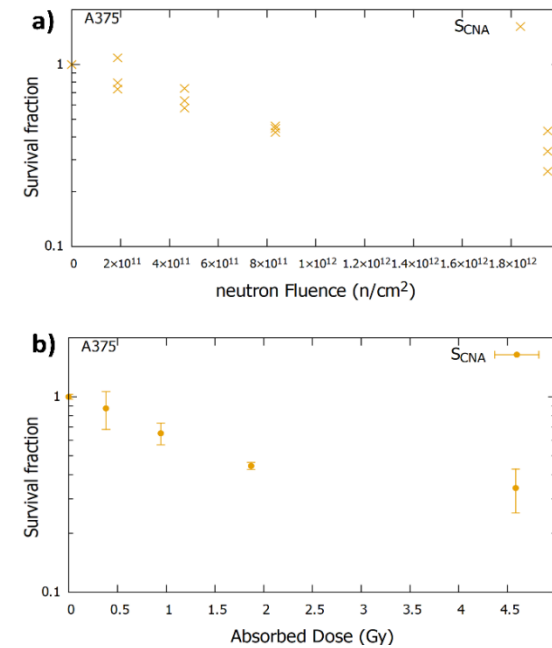 a)
A375
S_CNA
Survival fraction
1
0.1
0
2×10¹¹
4×10¹¹
6×10¹¹
8×10¹¹
1×10¹²
1.2×10¹²
1.4×10¹²
1.6×10¹²
1.8×10¹²
neutron Fluence (n/cm²)
b)
A375
S_CNA
Survival fraction
1
0.1
0
0.5
1
1.5
2
2.5
3
3.5
4
4.5
Absorbed Dose (Gy)